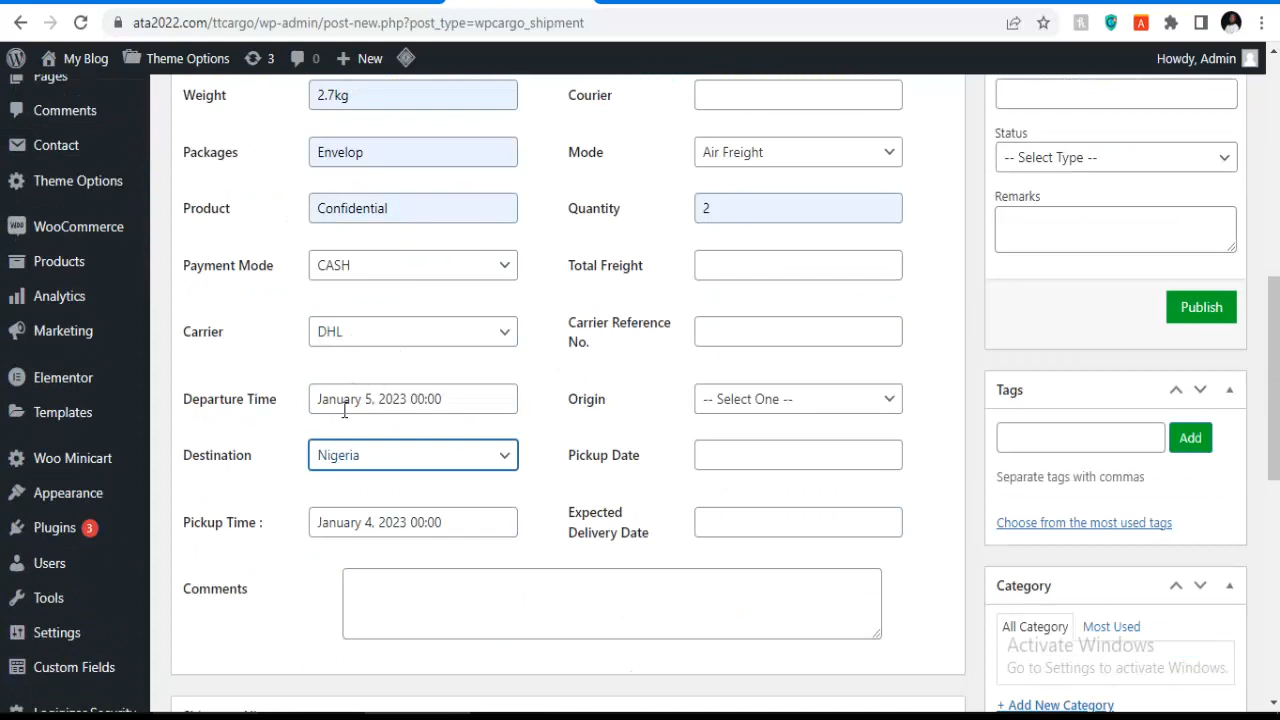 ata2022.com/ttcargo/wp-admin/post-new.php?post_type=wpcargo_shipment
My Blog
Theme Options
3
0
New
Howdy, Admin
Pages
Comments
Contact
Theme Options
WooCommerce
Products
Analytics
Marketing
Elementor
Templates
Woo Minicart
Appearance
Plugins 3
Users
Tools
Settings
Custom Fields
Loginizer Security
Weight 2.7kg Courier
Packages Envelop Mode Air Freight
Product Confidential Quantity 2
Payment Mode CASH Total Freight
Carrier DHL Carrier Reference
No.
Departure Time January 5, 2023 00:00 Origin -- Select One --
Destination Nigeria Pickup Date
Pickup Time : January 4, 2023 00:00 Expected
Delivery Date
Comments
Status
-- Select Type --
Remarks
Publish
Tags
Add
Separate tags with commas
Choose from the most used tags
Category
All Category Most Used
Activate Windows
Go to Settings to activate Windows.
+ Add New Category